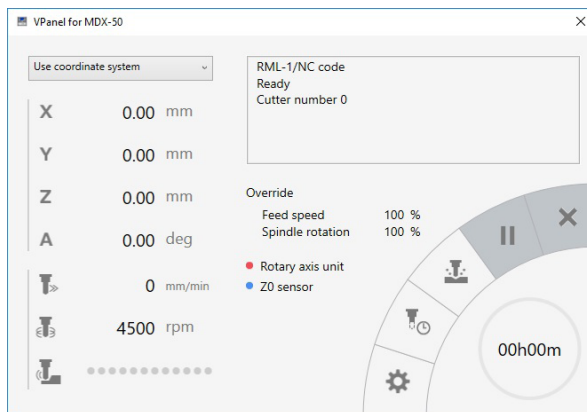 VPanel for MDX-50
Use coordinate system
X 0.00 mm
Y 0.00 mm
Z 0.00 mm
A 0.00 deg
0 mm/min
4500 rpm
RML-1/NC code
Ready
Cutter number 0
Override
Feed speed 100 %
Spindle rotation 100 %
Rotary axis unit
Z0 sensor
00h00m